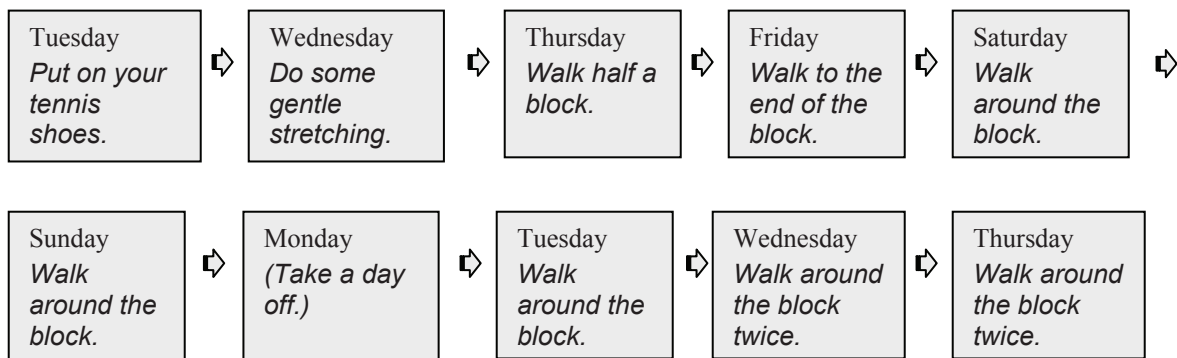 Tuesday
Put on your
tennis
shoes.
Wednesday
Do some
gentle
stretching.
Thursday
Walk half a
block.
Friday
Walk to the
end of the
block.
Saturday
Walk
around the
block.
Sunday
Walk
around the
block.
Monday
(Take a day
off.)
Tuesday
Walk
around the
block.
Wednesday
Walk around
the block
twice.
Thursday
Walk around
the block
twice.